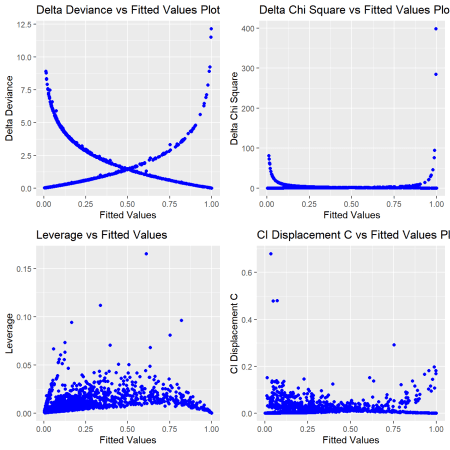 Delta Deviance vs Fitted Values Plot
Delta Deviance
12.5
10.0
7.5
5.0
2.5
0.0
0.00 0.25 0.50 0.75 1.00
Fitted Values
Delta Chi Square vs Fitted Values Plo
Delta Chi Square
400
300
200
100
0
0.00 0.25 0.50 0.75 1.00
Fitted Values
Leverage vs Fitted Values
Leverage
0.15
0.10
0.05
0.00
0.00 0.25 0.50 0.75 1.00
Fitted Values
CI Displacement C vs Fitted Values Pl
CI Displacement C
0.6
0.4
0.2
0.0
0.00 0.25 0.50 0.75 1.00
Fitted Values